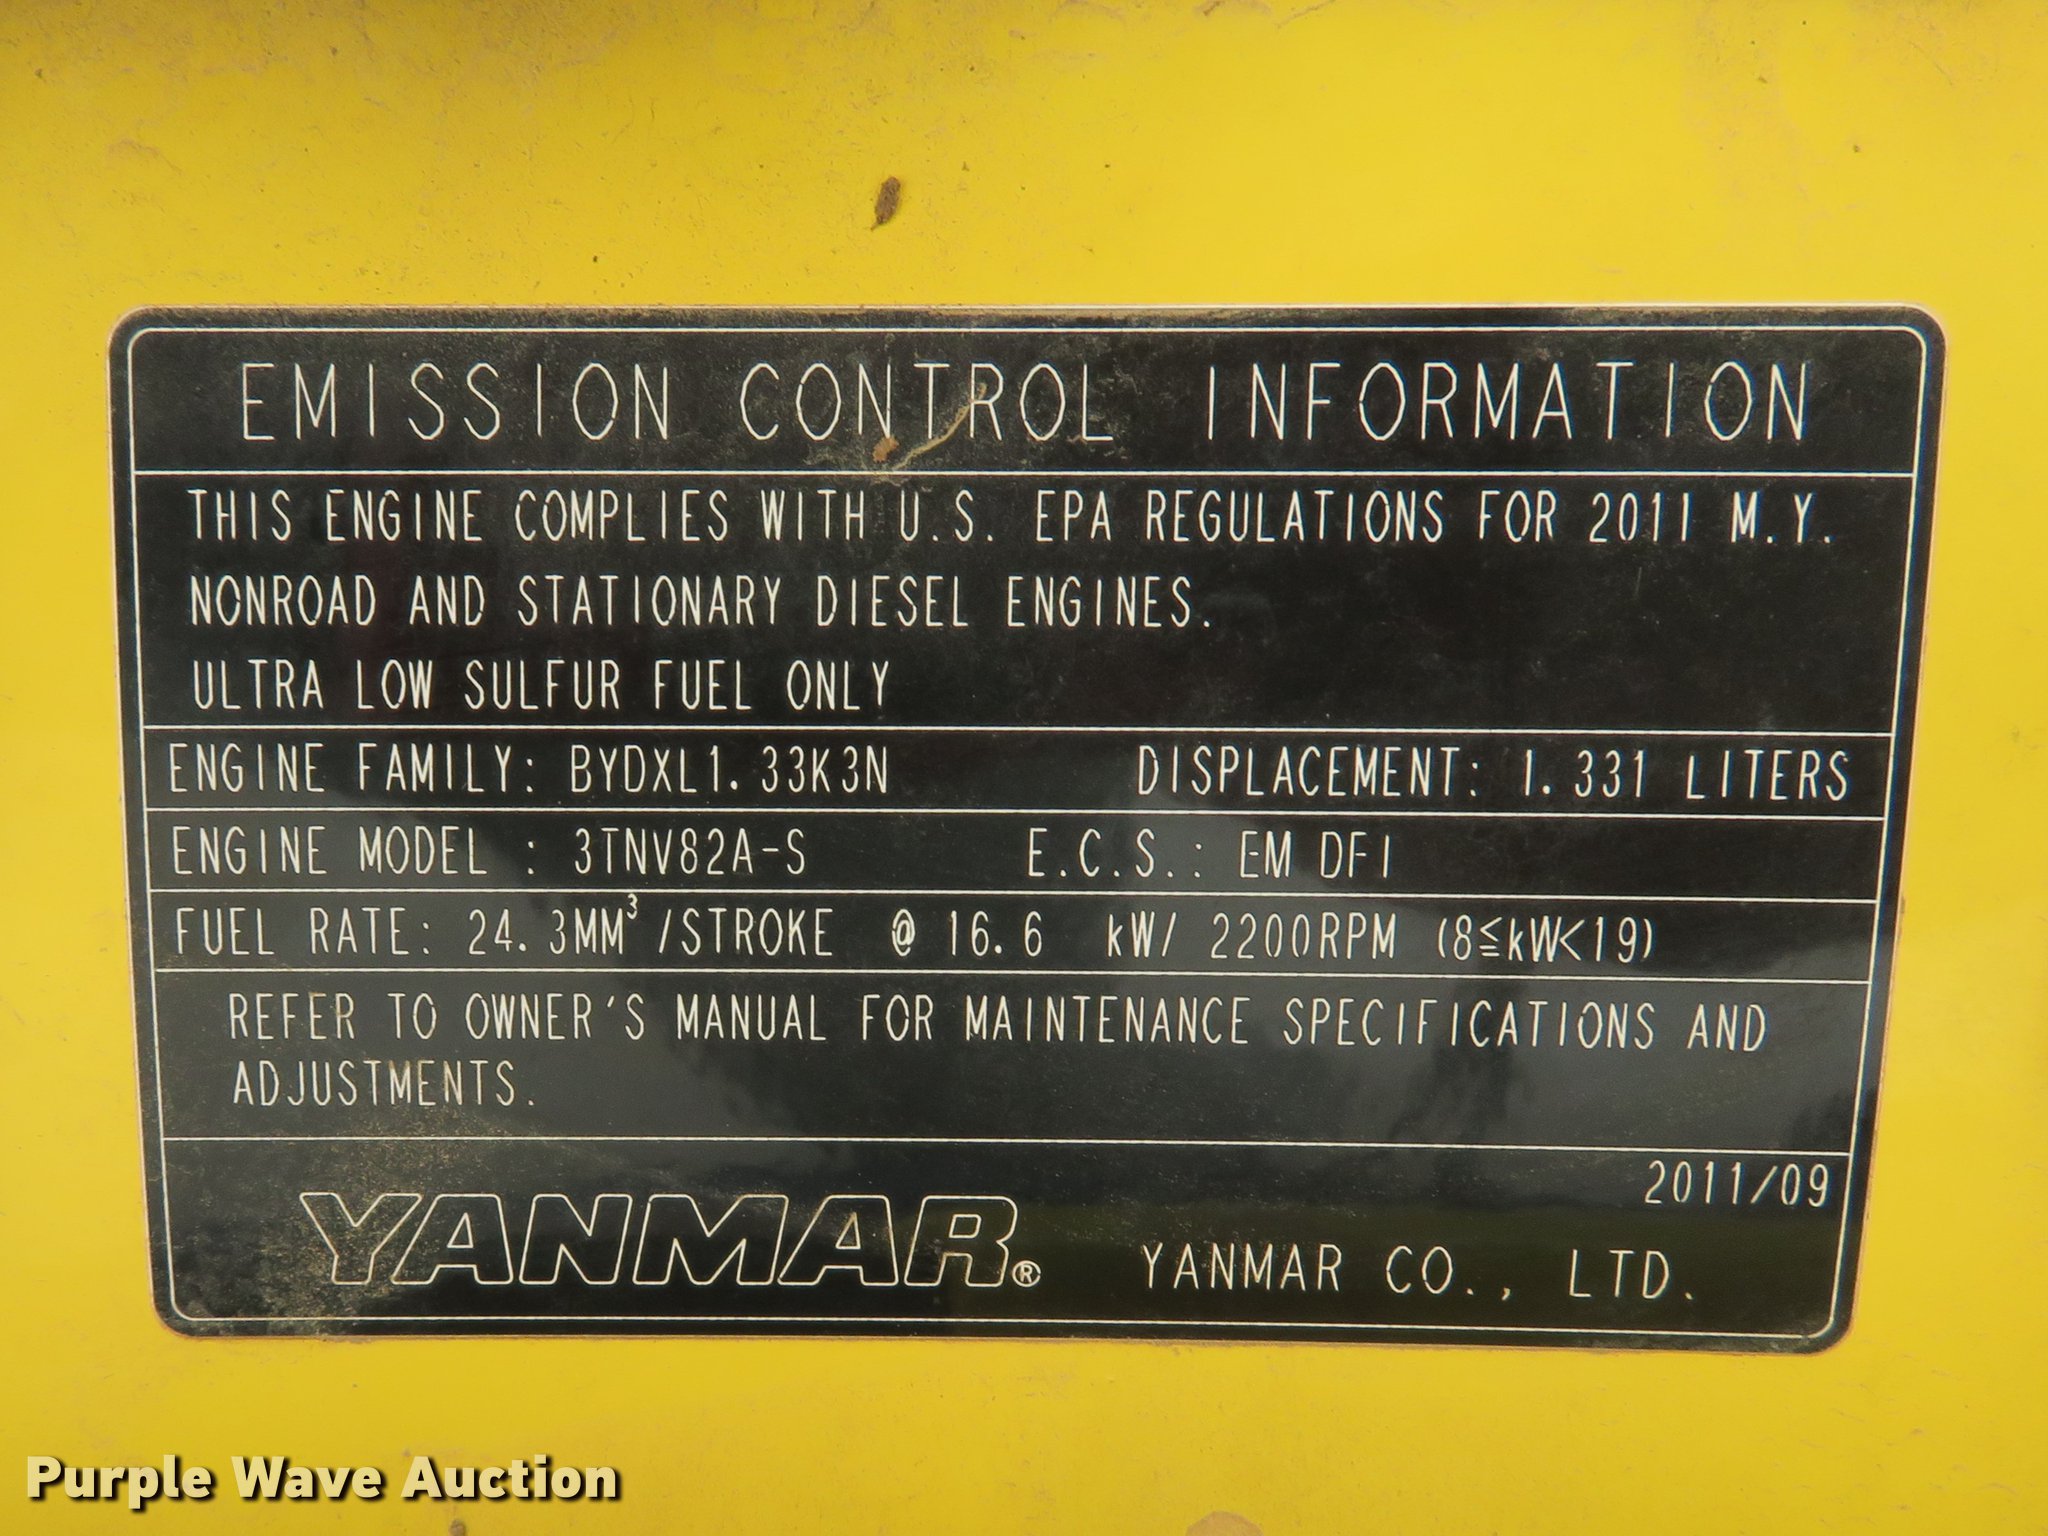 EMISSION CONTROL INFORMATION
THIS ENGINE COMPLIES WITH U.S. EPA REGULATIONS FOR 2011 M.Y.
NONROAD AND STATIONARY DIESEL ENGINES.
ULTRA LOW SULFUR FUEL ONLY
ENGINE FAMILY: BYDXL1.33K3N DISPLACEMENT: 1.331 LITERS
ENGINE MODEL : 3TNV82A-S E.C.S.: EM DFI
FUEL RATE: 24.3MM³/STROKE @ 16.6 kW/ 2200RPM (8≦kW<19)
REFER TO OWNER'S MANUAL FOR MAINTENANCE SPECIFICATIONS AND
ADJUSTMENTS.
2011/09
YANMAR® YANMAR CO., LTD.
Purple Wave Auction